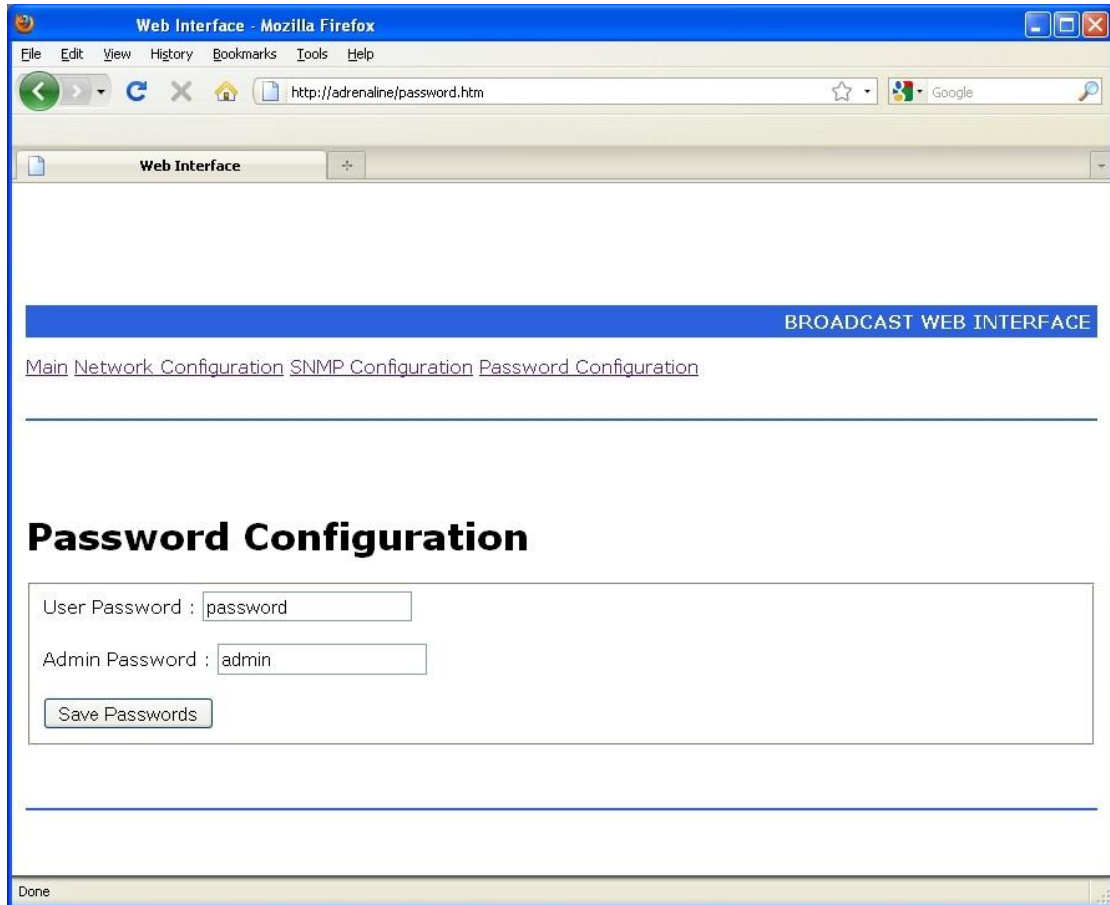 Web Interface - Mozilla Firefox
File Edit View History Bookmarks Tools Help
http://adrenaline/password.htm
Google
Web Interface
BROADCAST WEB INTERFACE
Main Network Configuration SNMP Configuration Password Configuration
Password Configuration
User Password : password
Admin Password : admin
Save Passwords
Done